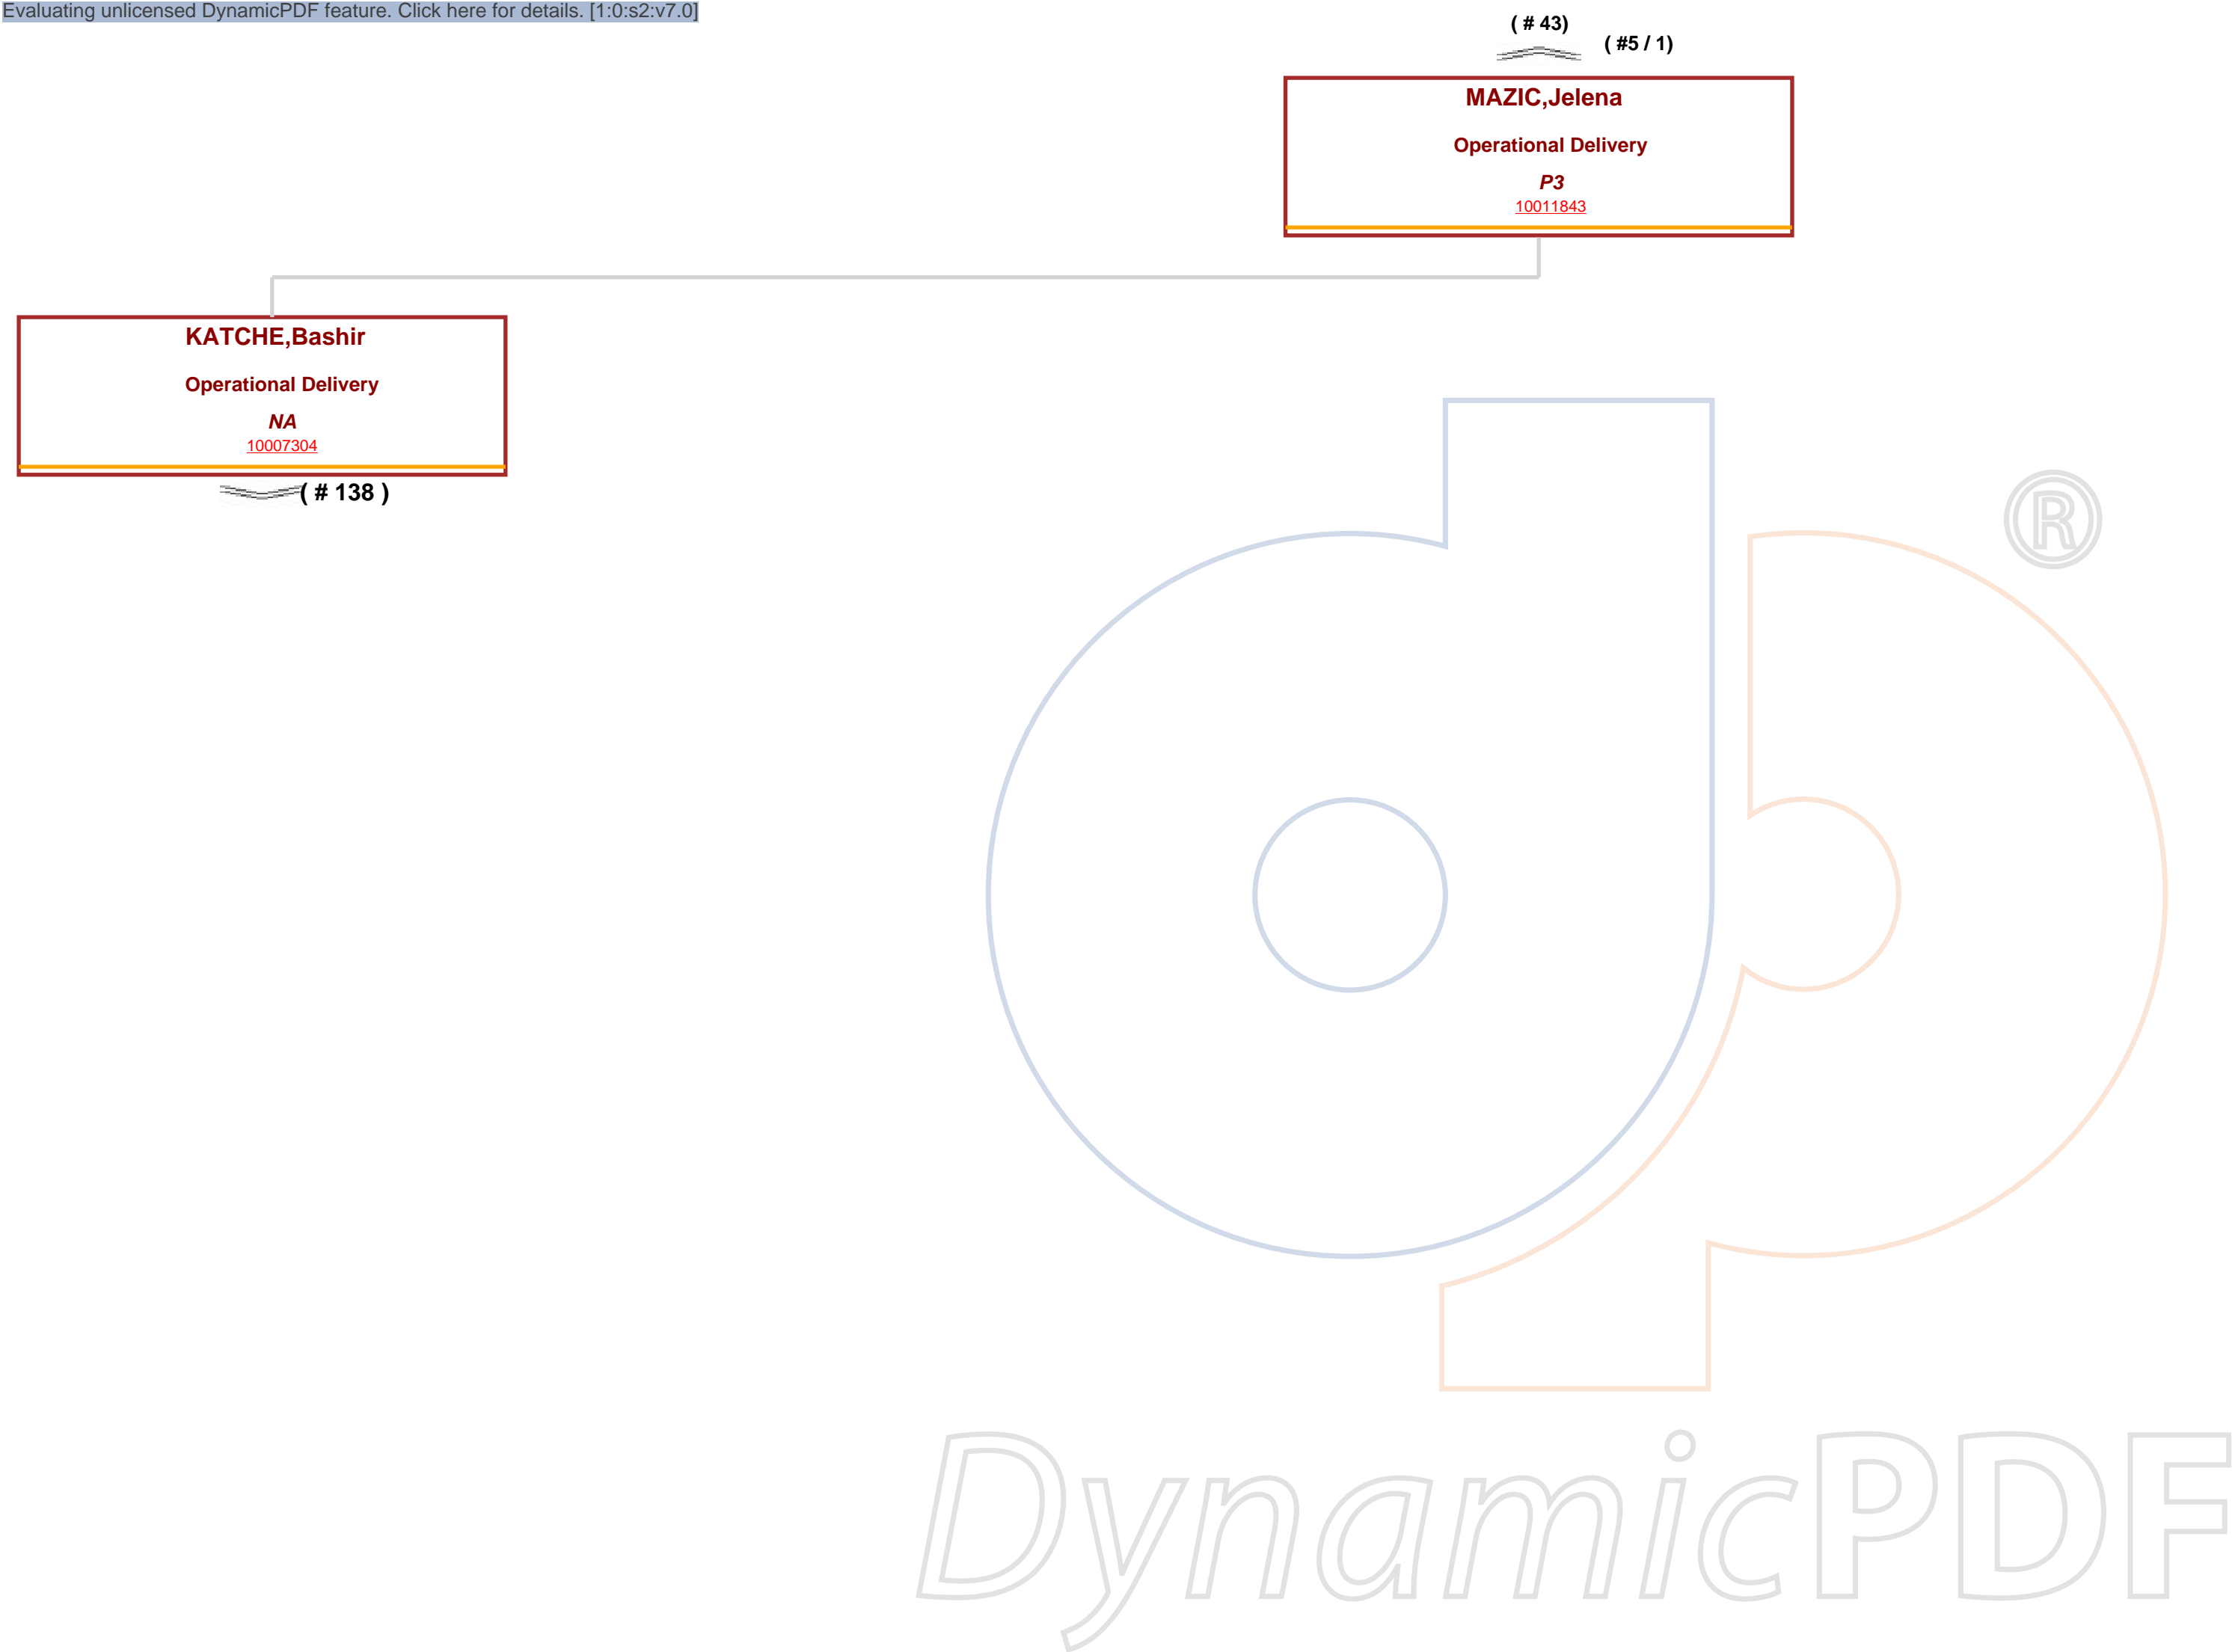 Evaluating unlicensed DynamicPDF feature. Click here for details. [1:0:s2:v7.0]
( # 43)
( #5 / 1)
MAZIC,Jelena
Operational Delivery
P3
10011843
KATCHE,Bashir
Operational Delivery
NA
10007304
( # 138 )
®
DynamicPDF